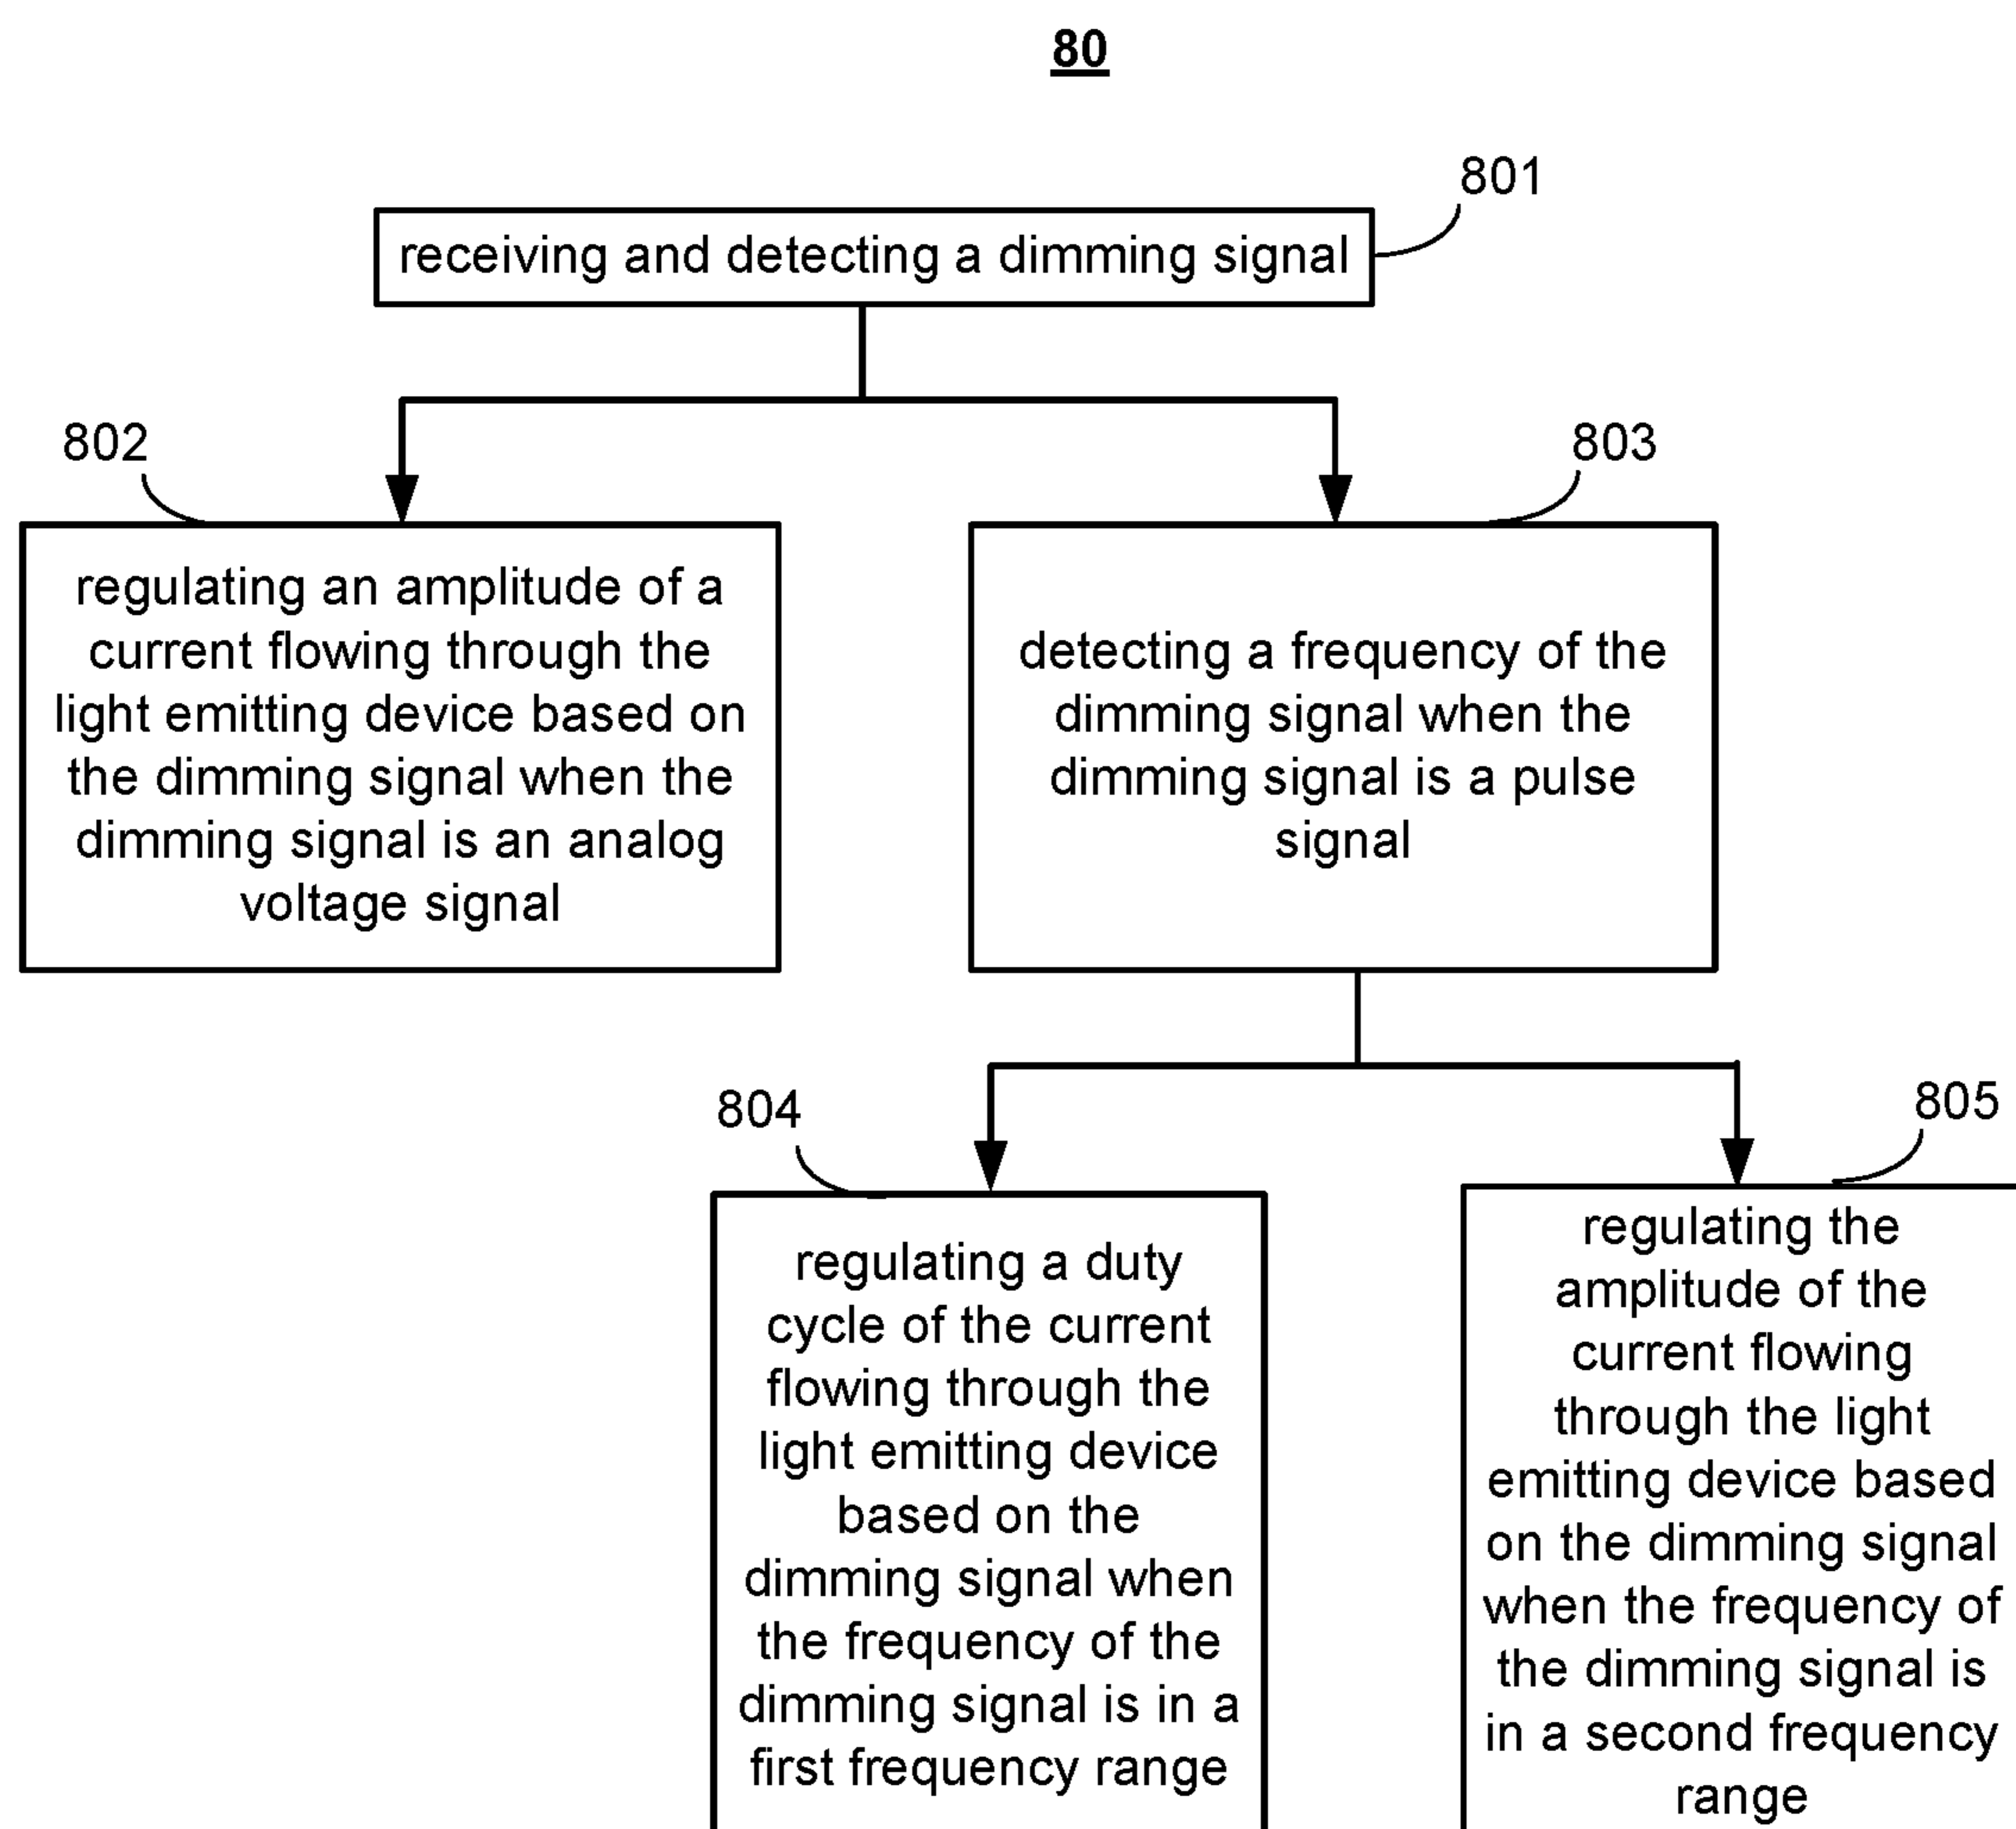 80
801
receiving and detecting a dimming signal
802
803
regulating an amplitude of a
current flowing through the
light emitting device based on
the dimming signal when the
dimming signal is an analog
voltage signal
detecting a frequency of the
dimming signal when the
dimming signal is a pulse
signal
804
805
regulating a duty
cycle of the current
flowing through the
light emitting device
based on the
dimming signal when
the frequency of the
dimming signal is in a
first frequency range
regulating the
amplitude of the
current flowing
through the light
emitting device based
on the dimming signal
when the frequency of
the dimming signal is
in a second frequency
range